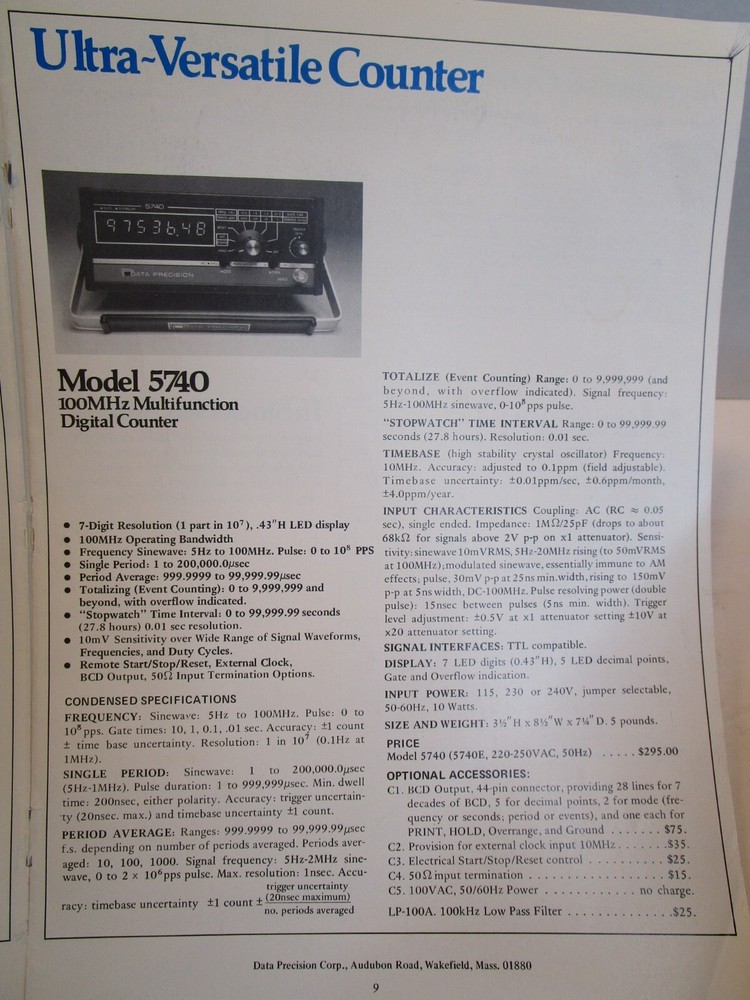 Ultra-Versatile Counter
5740
97536.48
DATA PRECISION
Model 5740
100MHz Multifunction
Digital Counter
• 7-Digit Resolution (1 part in 10⁷), .43"H LED display
• 100MHz Operating Bandwidth
• Frequency Sinewave: 5Hz to 100MHz. Pulse: 0 to 10⁸ PPS
• Single Period: 1 to 200,000.0μsec
• Period Average: 999.9999 to 99,999.99μsec
• Totalizing (Event Counting): 0 to 9,999,999 and
beyond, with overflow indicated.
• "Stopwatch" Time Interval: 0 to 99,999.99 seconds
(27.8 hours) 0.01 sec resolution.
• 10mV Sensitivity over Wide Range of Signal Waveforms,
Frequencies, and Duty Cycles.
• Remote Start/Stop/Reset, External Clock,
BCD Output, 50Ω Input Termination Options.
CONDENSED SPECIFICATIONS
FREQUENCY: Sinewave: 5Hz to 100MHz. Pulse: 0 to
10⁸pps. Gate times: 10, 1, 0.1, .01 sec. Accuracy: ±1 count
± time base uncertainty. Resolution: 1 in 10⁷ (0.1Hz at
1MHz).
SINGLE PERIOD: Sinewave: 1 to 200,000.0μsec
(5Hz-1MHz). Pulse duration: 1 to 999,999μsec. Min. dwell
time: 200nsec, either polarity. Accuracy: trigger uncertain-
ty (20nsec. max.) and timebase uncertainty ±1 count.
PERIOD AVERAGE: Ranges: 999.9999 to 99,999.99μsec
f.s. depending on number of periods averaged. Periods aver-
aged: 10, 100, 1000. Signal frequency: 5Hz-2MHz sine-
wave, 0 to 2 × 10⁶pps pulse. Max. resolution: 1nsec. Accu-
trigger uncertainty
racy: timebase uncertainty ±1 count ± (20nsec maximum)
no. periods averaged
TOTALIZE (Event Counting) Range: 0 to 9,999,999 (and
beyond, with overflow indicated). Signal frequency:
5Hz-100MHz sinewave, 0-10⁸pps pulse.
"STOPWATCH" TIME INTERVAL Range: 0 to 99,999.99
seconds (27.8 hours). Resolution: 0.01 sec.
TIMEBASE (high stability crystal oscillator) Frequency:
10MHz. Accuracy: adjusted to 0.1ppm (field adjustable).
Timebase uncertainty: ±0.01ppm/sec, ±0.6ppm/month,
±4.0ppm/year.
INPUT CHARACTERISTICS Coupling: AC (RC ≈ 0.05
sec), single ended. Impedance: 1MΩ/25pF (drops to about
68kΩ for signals above 2V p-p on x1 attenuator). Sensi-
tivity: sinewave 10mVRMS, 5Hz-20MHz rising (to 50mVRMS
at 100MHz);modulated sinewave, essentially immune to AM
effects; pulse, 30mV p-p at 25ns min.width, rising to 150mV
p-p at 5ns width, DC-100MHz. Pulse resolving power (double
pulse): 15nsec between pulses (5ns min. width). Trigger
level adjustment: ±0.5V at x1 attenuator setting ±10V at
x20 attenuator setting.
SIGNAL INTERFACES: TTL compatible.
DISPLAY: 7 LED digits (0.43"H), 5 LED decimal points,
Gate and Overflow indication.
INPUT POWER: 115, 230 or 240V, jumper selectable,
50-60Hz, 10 Watts.
SIZE AND WEIGHT: 3½"H x 8½"W x 7¼"D. 5 pounds.
PRICE
Model 5740 (5740E, 220-250VAC, 50Hz) ..... $295.00
OPTIONAL ACCESSORIES:
C1. BCD Output, 44-pin connector, providing 28 lines for 7
decades of BCD, 5 for decimal points, 2 for mode (fre-
quency or seconds; period or events), and one each for
PRINT, HOLD, Overrange, and Ground ....... $75.
C2. Provision for external clock input 10MHz ....... $35.
C3. Electrical Start/Stop/Reset control .......... $25.
C4. 50Ω input termination ................. $15.
C5. 100VAC, 50/60Hz Power ............ no charge.
LP-100A. 100kHz Low Pass Filter ............. $25.
Data Precision Corp., Audubon Road, Wakefield, Mass. 01880
9